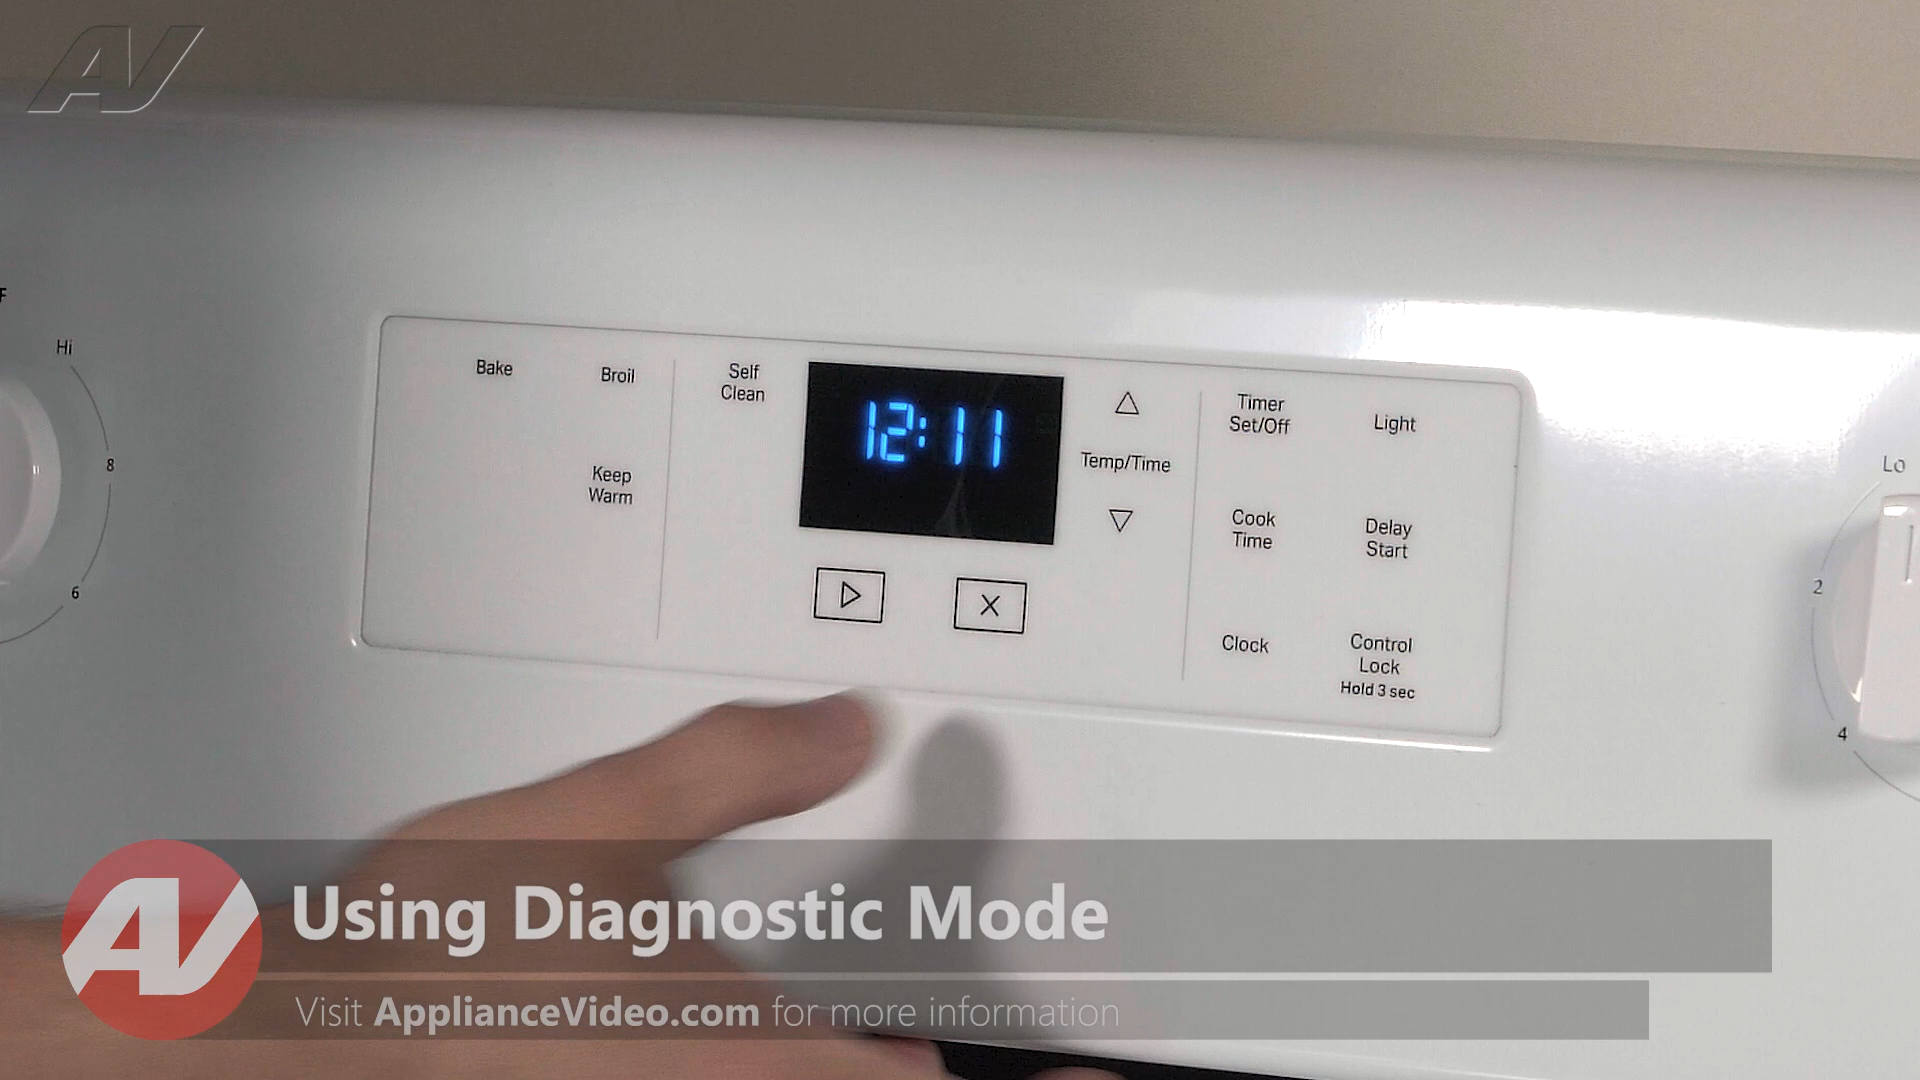 AV
F
Hi
8
6
Bake
Broil
Keep
Warm
Self
Clean
12:11
Temp/Time
Timer
Set/Off
Light
Cook
Time
Delay
Start
Clock
Control
Lock
Hold 3 sec
Lo
2
4
AV
Using Diagnostic Mode
Visit ApplianceVideo.com for more information